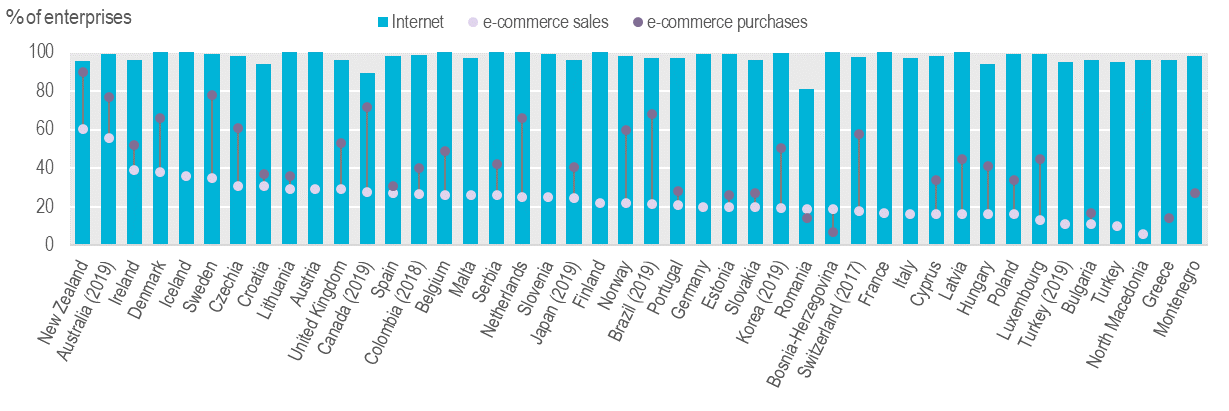 % of enterprises
Internet e-commerce sales e-commerce purchases
100
80
60
40
20
0
New Zealand
Australia (2019)
Ireland
Denmark
Iceland
Sweden
Czechia
Croatia
Lithuania
Austria
United Kingdom
Canada (2019)
Spain
Colombia (2018)
Belgium
Malta
Serbia
Netherlands
Slovenia
Japan (2019)
Finland
Norway
Brazil (2019)
Portugal
Germany
Estonia
Slovakia
Korea (2019)
Romania
Bosnia-Herzegovina
Switzerland (2017)
France
Italy
Cyprus
Latvia
Hungary
Poland
Luxembourg
Turkey (2019)
Bulgaria
Turkey
North Macedonia
Greece
Montenegro